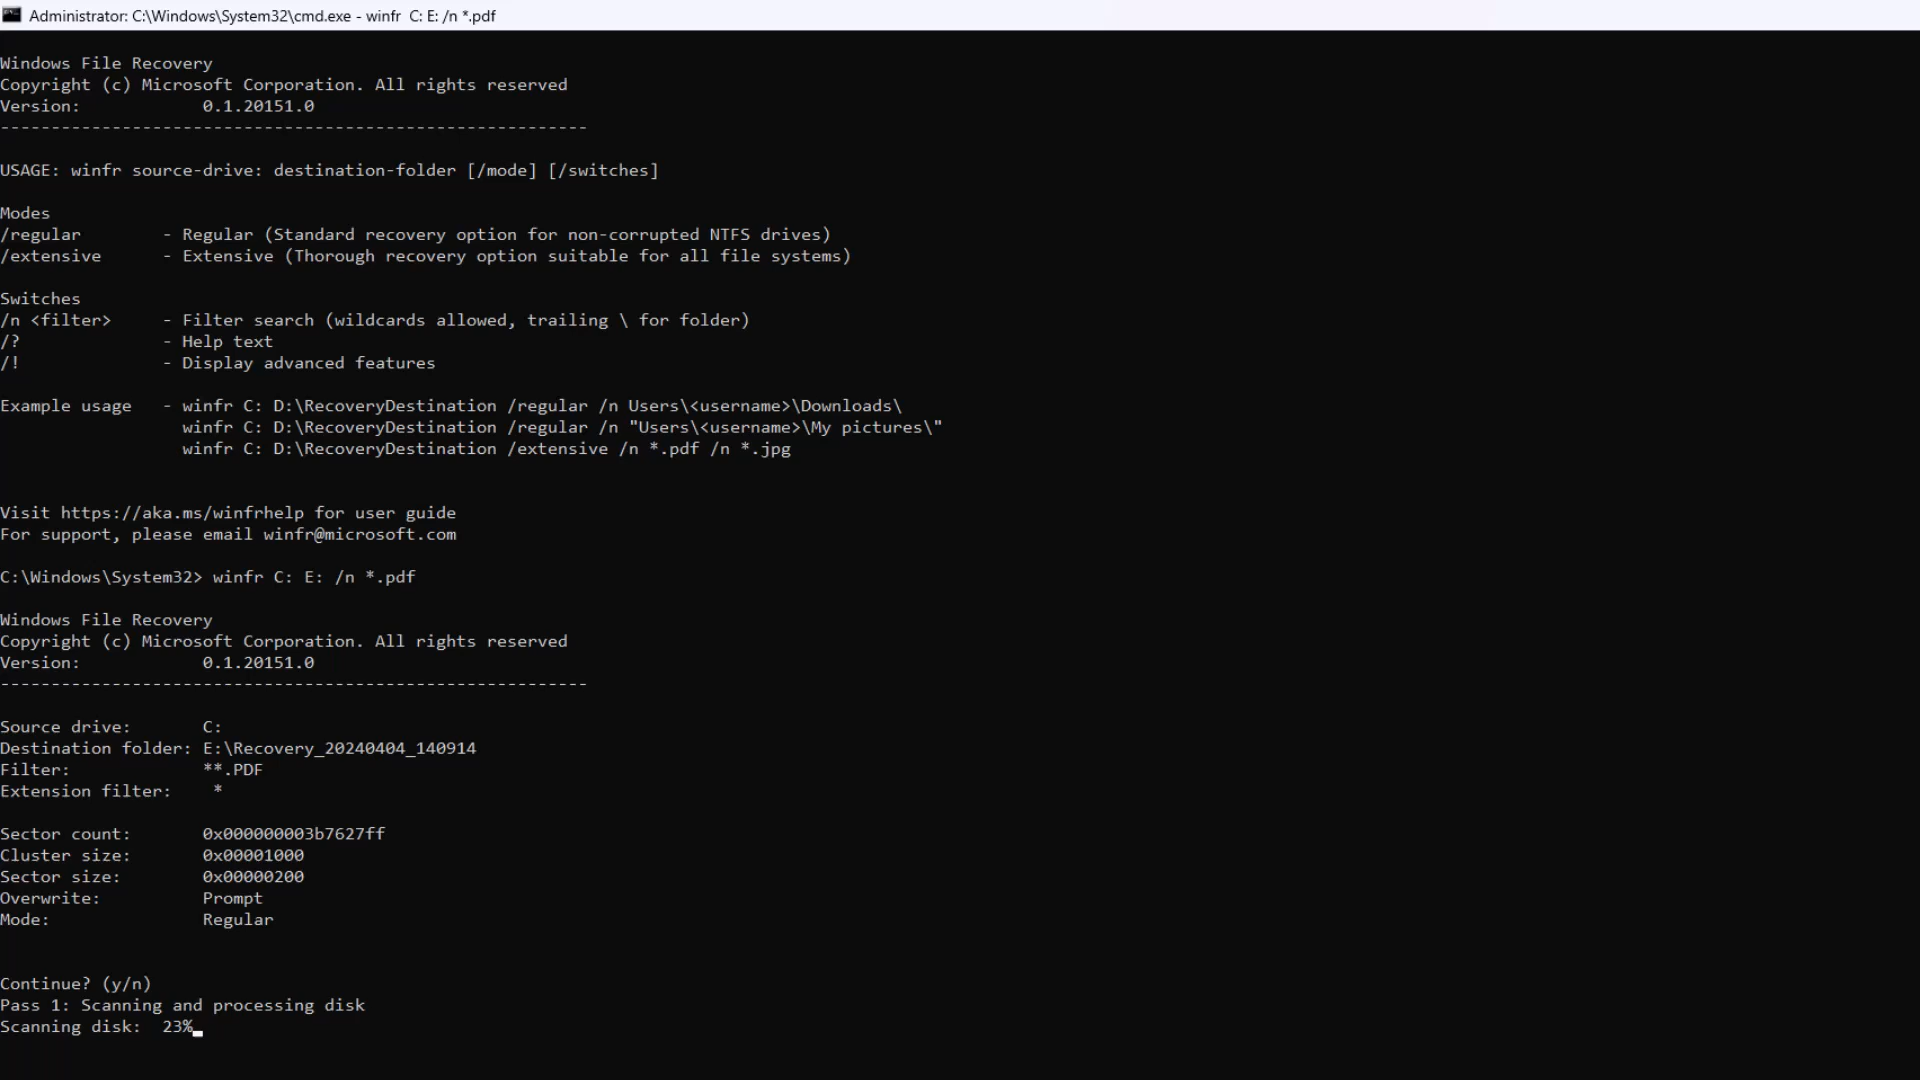 Administrator: C:\Windows\System32\cmd.exe - winfr  C: E: /n *.pdf
Windows File Recovery
Copyright (c) Microsoft Corporation. All rights reserved
Version:            0.1.20151.0
----------------------------------------------------------
USAGE: winfr source-drive: destination-folder [/mode] [/switches]
Modes
/regular        - Regular (Standard recovery option for non-corrupted NTFS drives)
/extensive      - Extensive (Thorough recovery option suitable for all file systems)
Switches
/n <filter>     - Filter search (wildcards allowed, trailing \ for folder)
/?              - Help text
/!              - Display advanced features
Example usage   - winfr C: D:\RecoveryDestination /regular /n Users\<username>\Downloads\
                  winfr C: D:\RecoveryDestination /regular /n "Users\<username>\My pictures\"
                  winfr C: D:\RecoveryDestination /extensive /n *.pdf /n *.jpg
Visit https://aka.ms/winfrhelp for user guide
For support, please email winfr@microsoft.com
C:\Windows\System32> winfr C: E: /n *.pdf
Windows File Recovery
Copyright (c) Microsoft Corporation. All rights reserved
Version:            0.1.20151.0
----------------------------------------------------------
Source drive:       C:
Destination folder: E:\Recovery_20240404_140914
Filter:             **.PDF
Extension filter:    *
Sector count:       0x000000003b7627ff
Cluster size:       0x00001000
Sector size:        0x00000200
Overwrite:          Prompt
Mode:               Regular
Continue? (y/n)
Pass 1: Scanning and processing disk
Scanning disk:  23%